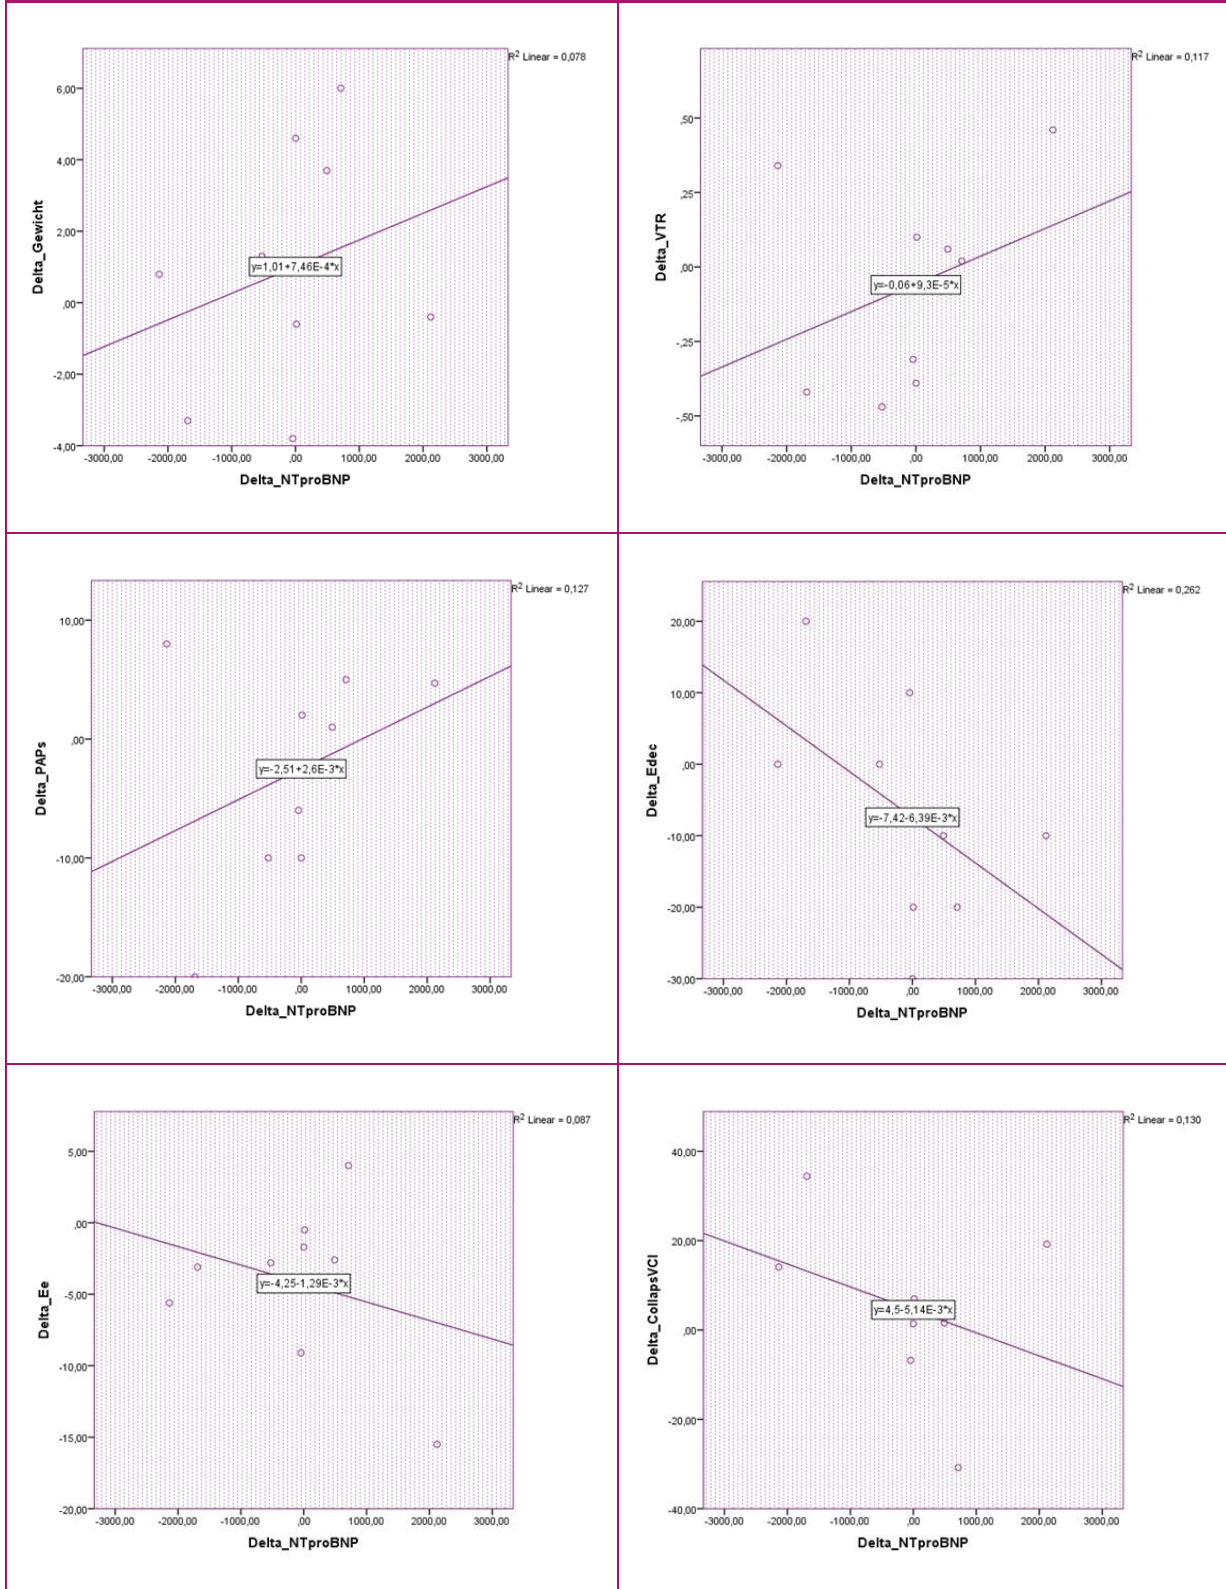 R2 Linear = 0,078
6,00
4,00
2,00
,00
-2,00
-4,00
Delta_Gewicht
y=1,01+7,46E-4*x
-3000,00 -2000,00 -1000,00 ,00 1000,00 2000,00 3000,00
Delta_NTproBNP
R2 Linear = 0,117
,50
,25
,00
-,25
-,50
Delta_VTR
y=-0,06+9,3E-5*x
-3000,00 -2000,00 -1000,00 ,00 1000,00 2000,00 3000,00
Delta_NTproBNP
R2 Linear = 0,127
10,00
,00
-10,00
-20,00
Delta_PAPs
y=-2,51+2,6E-3*x
-3000,00 -2000,00 -1000,00 ,00 1000,00 2000,00 3000,00
Delta_NTproBNP
R2 Linear = 0,262
20,00
10,00
,00
-10,00
-20,00
-30,00
Delta_Edec
y=-7,42-6,39E-3*x
-3000,00 -2000,00 -1000,00 ,00 1000,00 2000,00 3000,00
Delta_NTproBNP
R2 Linear = 0,087
5,00
,00
-5,00
-10,00
-15,00
-20,00
Delta_Ee
y=-4,25-1,29E-3*x
-3000,00 -2000,00 -1000,00 ,00 1000,00 2000,00 3000,00
Delta_NTproBNP
R2 Linear = 0,130
40,00
20,00
,00
-20,00
-40,00
Delta_CollapsVCI
y=4,5-5,14E-3*x
-3000,00 -2000,00 -1000,00 ,00 1000,00 2000,00 3000,00
Delta_NTproBNP